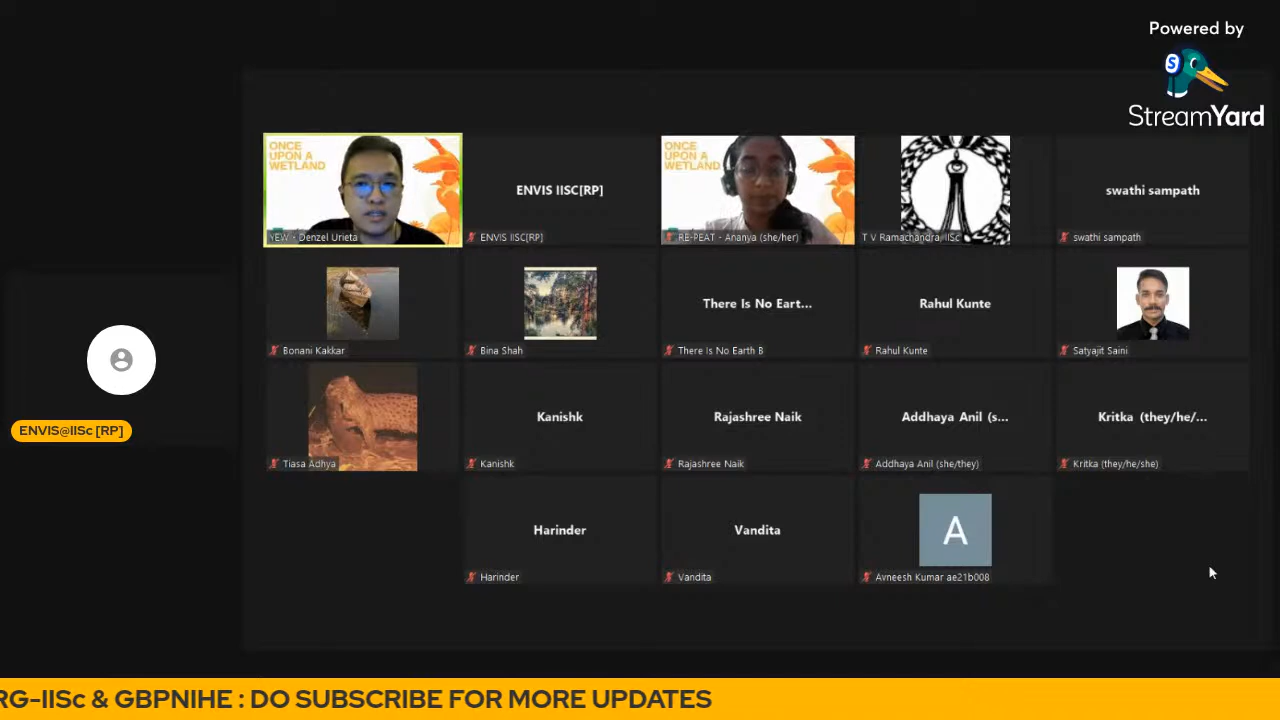 Powered by
S
StreamYard
ONCE
UPON A
WETLAND
YEW - Denzel Urieta
ENVIS IISC[RP]
ENVIS IISC[RP]
ONCE
UPON A
WETLAND
RE-PEAT - Ananya (she/her)
T V Ramachandra, IISc
swathi sampath
swathi sampath
Bonani Kakkar
Bina Shah
There Is No Eart...
There Is No Earth B
Rahul Kunte
Rahul Kunte
Satyajit Saini
Tiasa Adhya
Kanishk
Kanishk
Rajashree Naik
Rajashree Naik
Addhaya Anil (s...
Addhaya Anil (she/they)
Kritka (they/he/...
Kritka (they/he/she)
ENVIS@IISc [RP]
Harinder
Harinder
Vandita
Vandita
A
Avneesh Kumar ae21b008
RG-IISc & GBPNIHE : DO SUBSCRIBE FOR MORE UPDATES